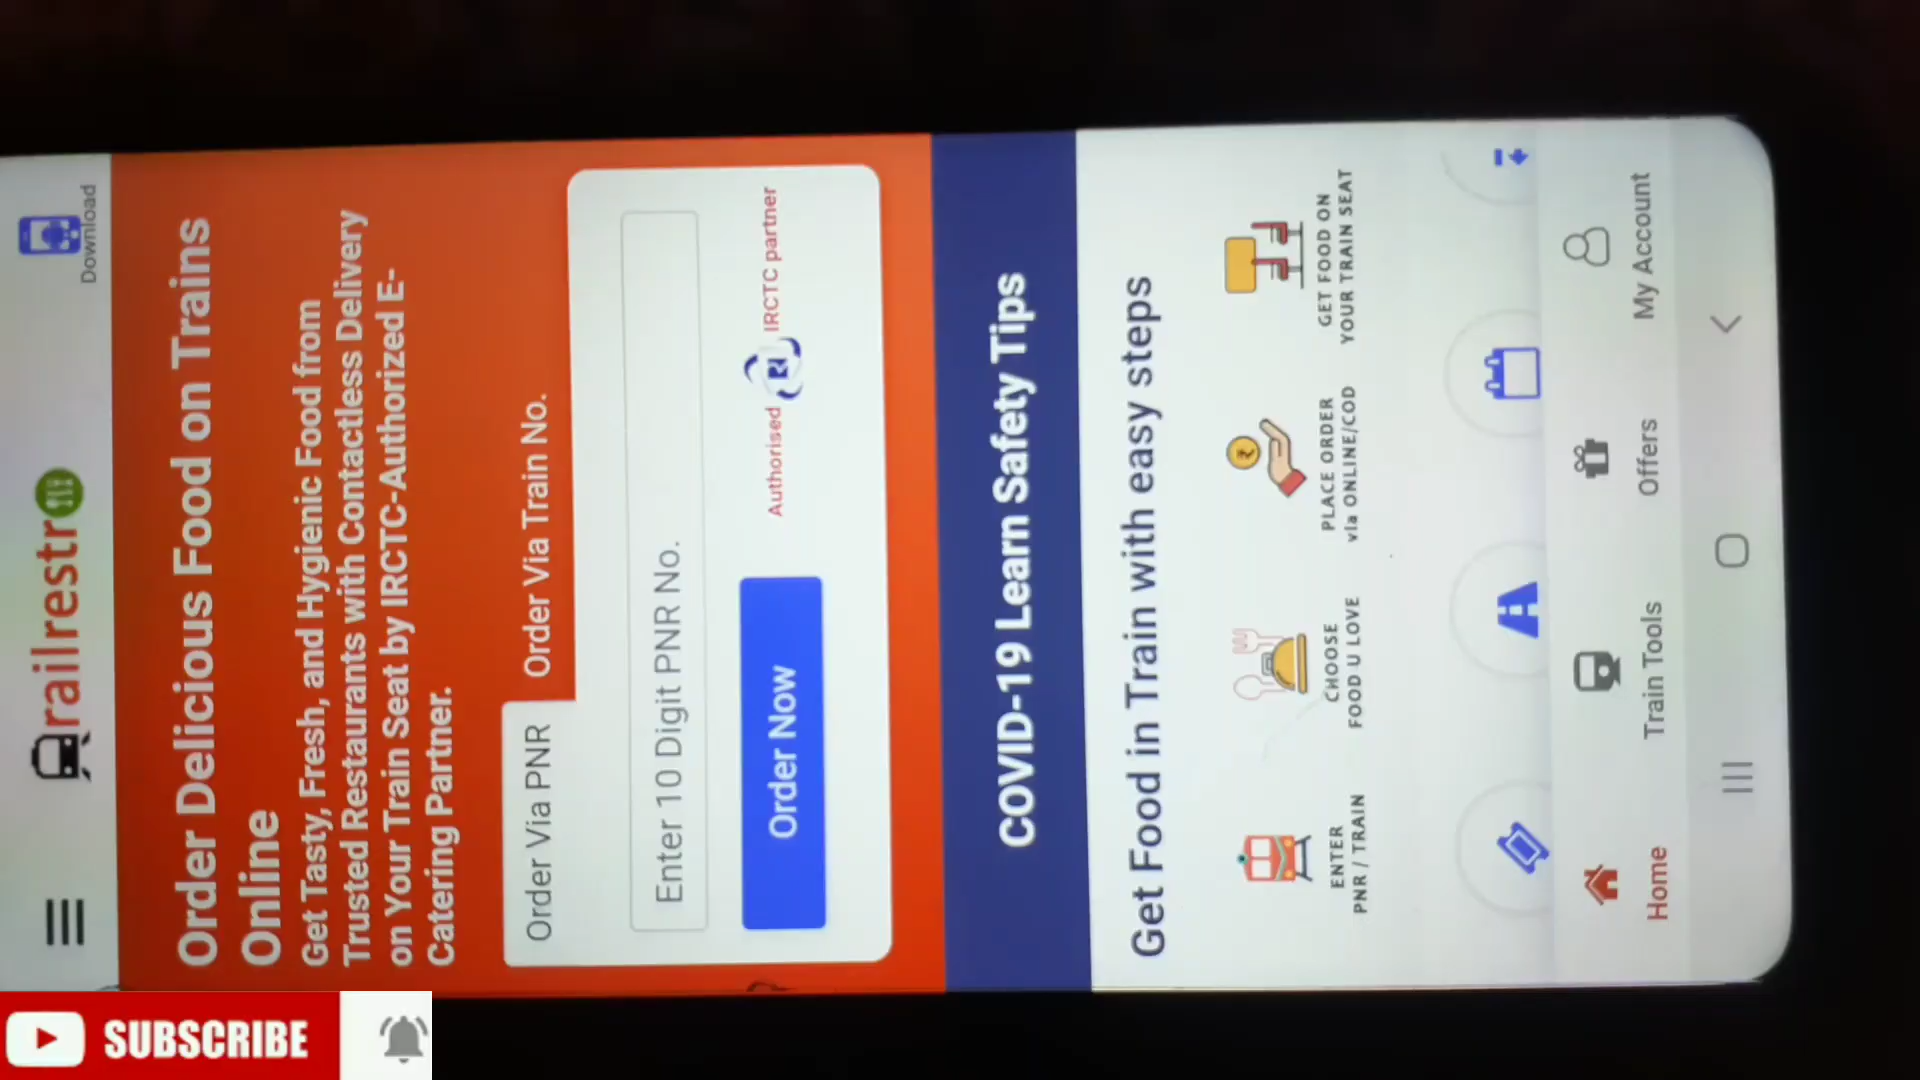 railrestr
Download
Order Delicious Food on Trains
Online
Get Tasty, Fresh, and Hygienic Food from
Trusted Restaurants with Contactless Delivery
on Your Train Seat by IRCTC-Authorized E-
Catering Partner.
Order Via PNR
Order Via Train No.
Enter 10 Digit PNR No.
Order Now
Authorised IRCTC partner
COVID-19 Learn Safety Tips
Get Food in Train with easy steps
ENTER
PNR / TRAIN
CHOOSE
FOOD U LOVE
PLACE ORDER
via ONLINE/COD
GET FOOD ON
YOUR TRAIN SEAT
Home
Train Tools
Offers
My Account
SUBSCRIBE